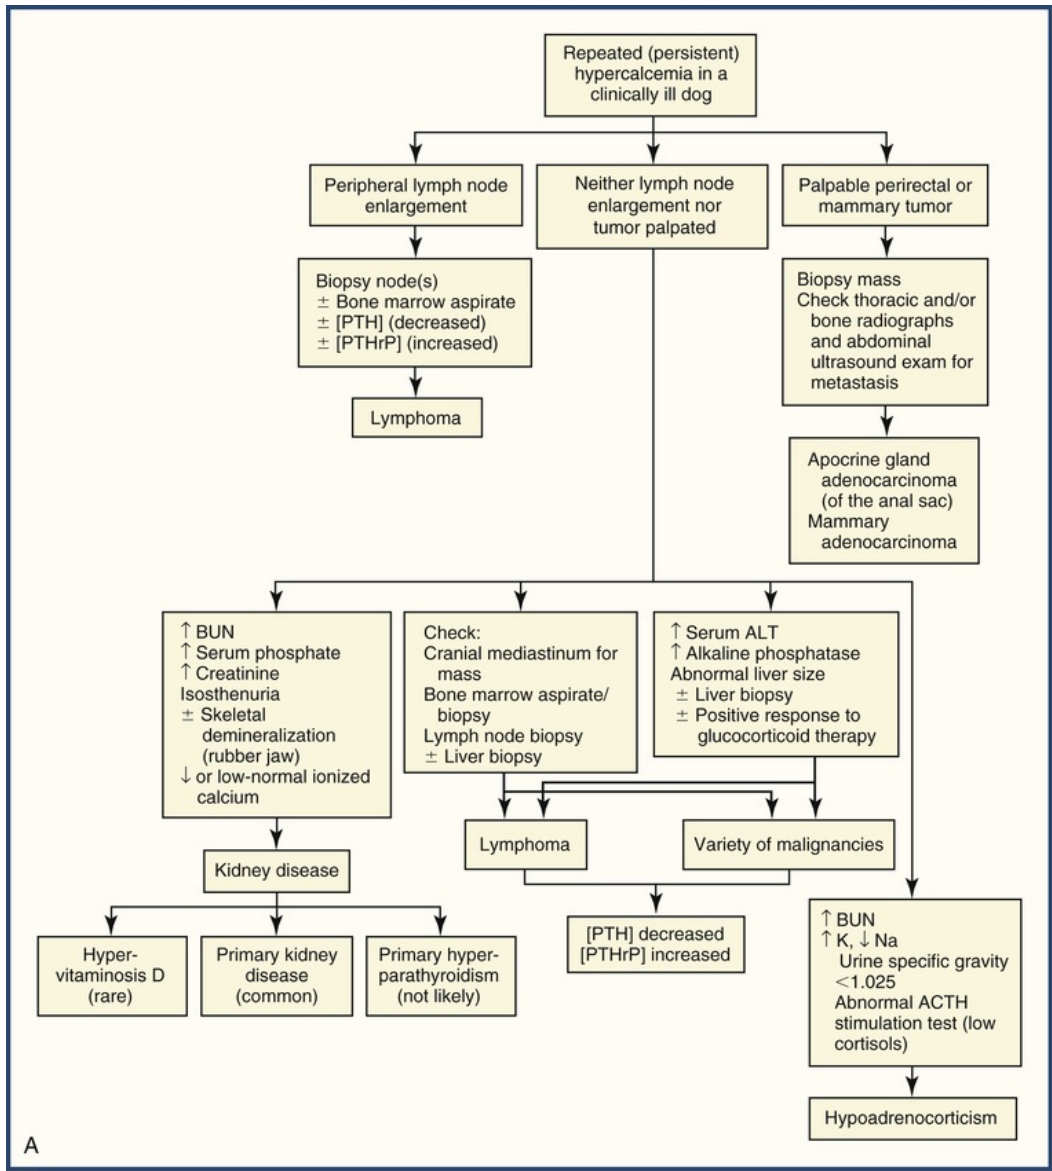 Repeated (persistent)
hypercalcemia in a
clinically ill dog
Peripheral lymph node
enlargement
Neither lymph node
enlargement nor
tumor palpated
Palpable perirectal or
mammary tumor
Biopsy node(s)
± Bone marrow aspirate
± [PTH] (decreased)
± [PTHrP] (increased)
Lymphoma
Biopsy mass
Check thoracic and/or
bone radiographs
and abdominal
ultrasound exam for
metastasis
Apocrine gland
adenocarcinoma
(of the anal sac)
Mammary
adenocarcinoma
↑ BUN
↑ Serum phosphate
↑ Creatinine
Isosthenuria
± Skeletal
demineralization
(rubber jaw)
↓ or low-normal ionized
calcium
Check:
Cranial mediastinum for
mass
Bone marrow aspirate/
biopsy
Lymph node biopsy
± Liver biopsy
↑ Serum ALT
↑ Alkaline phosphatase
Abnormal liver size
± Liver biopsy
± Positive response to
glucocorticoid therapy
Kidney disease
Lymphoma
Variety of malignancies
Hyper-
vitaminosis D
(rare)
Primary kidney
disease
(common)
Primary hyper-
parathyroidism
(not likely)
[PTH] decreased
[PTHrP] increased
↑ BUN
↑ K, ↓ Na
Urine specific gravity
<1.025
Abnormal ACTH
stimulation test (low
cortisols)
Hypoadrenocorticism
A